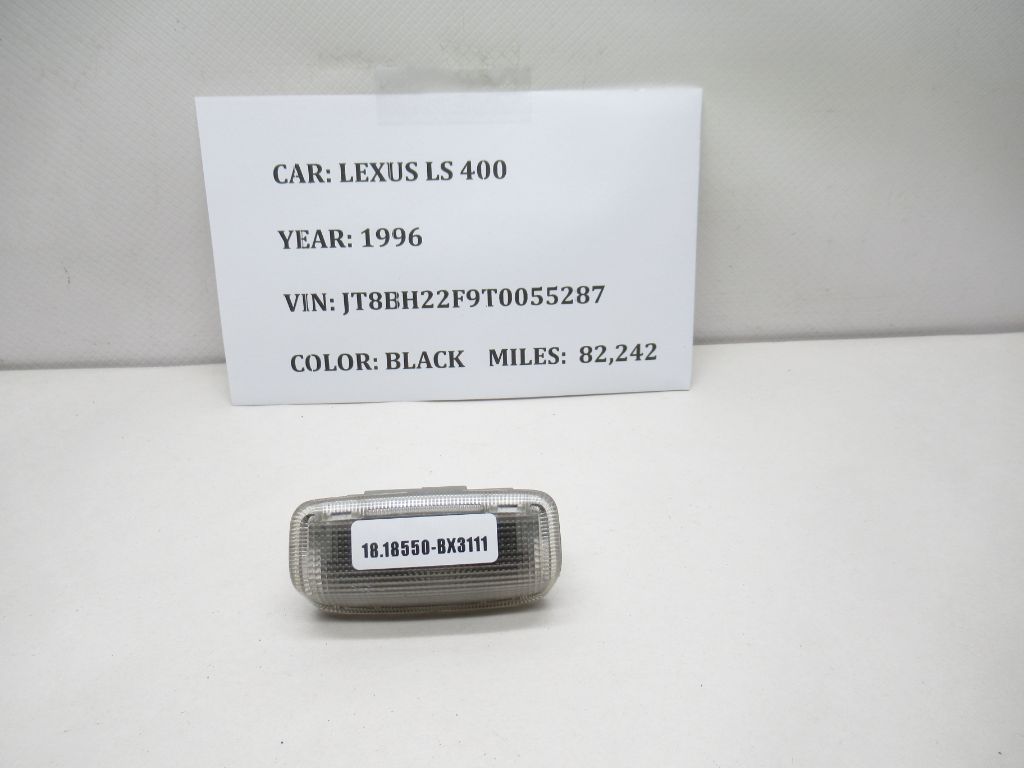 CAR: LEXUS LS 400
YEAR: 1996
VIN: JT8BH22F9T0055287
COLOR: BLACK MILES: 82,242
18.18550-BX3111